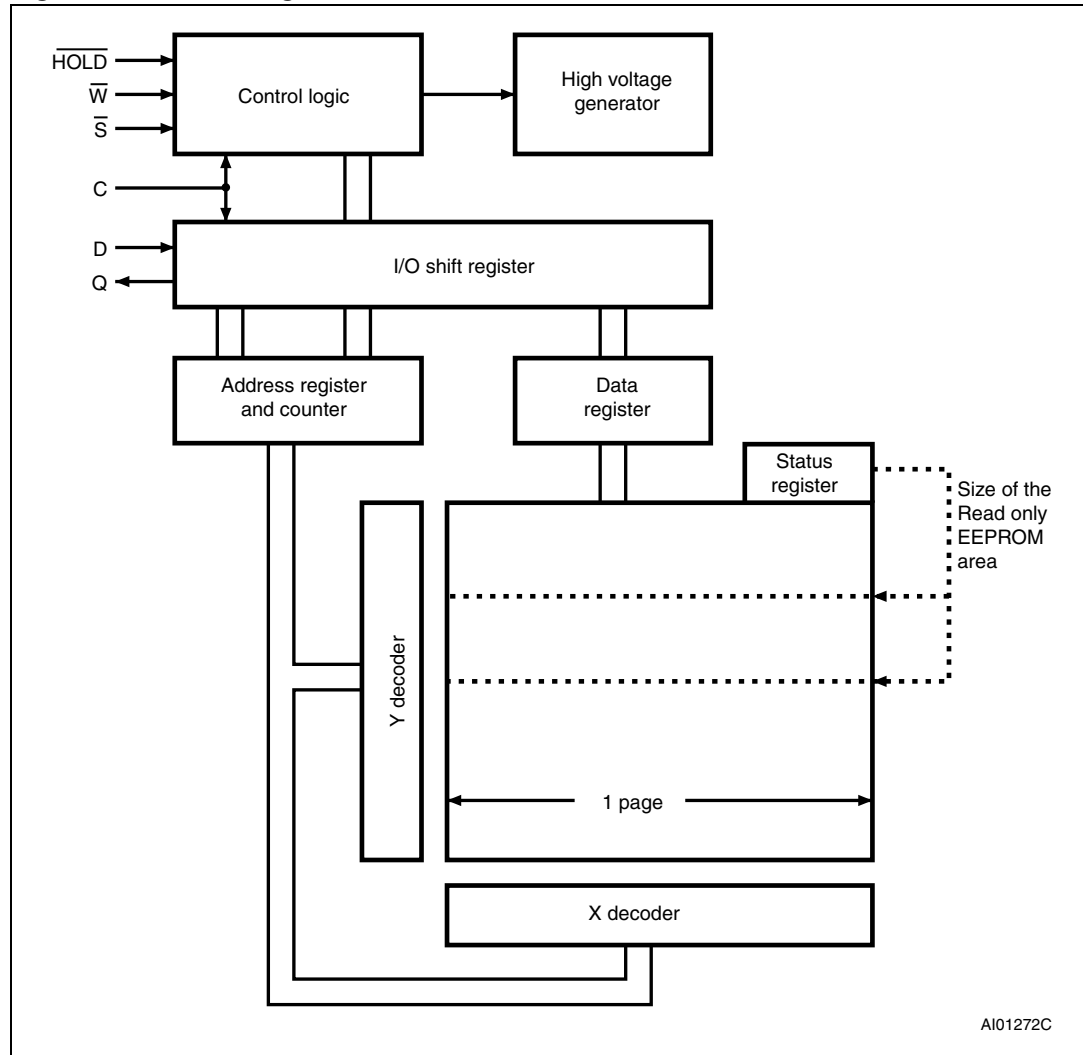 HOLD
W
S
C
D
Q
Control logic
High voltage
generator
I/O shift register
Address register
and counter
Data
register
Status
register
Size of the
Read only
EEPROM
area
Y decoder
1 page
X decoder
AI01272C